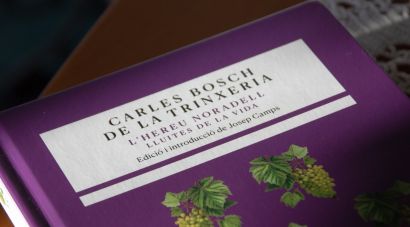 CARLES BOSCH
DE LA TRINXERIA
L'HEREU NORADELL
LLUITES DE LA VIDA
Edició i introducció de Josep Camps